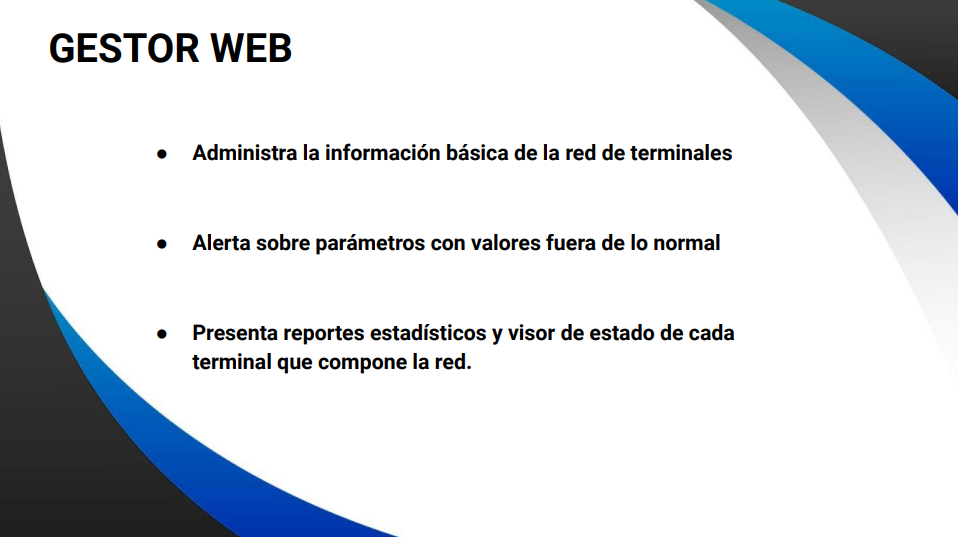 GESTOR WEB
● Administra la información básica de la red de terminales
● Alerta sobre parámetros con valores fuera de lo normal
● Presenta reportes estadísticos y visor de estado de cada
terminal que compone la red.